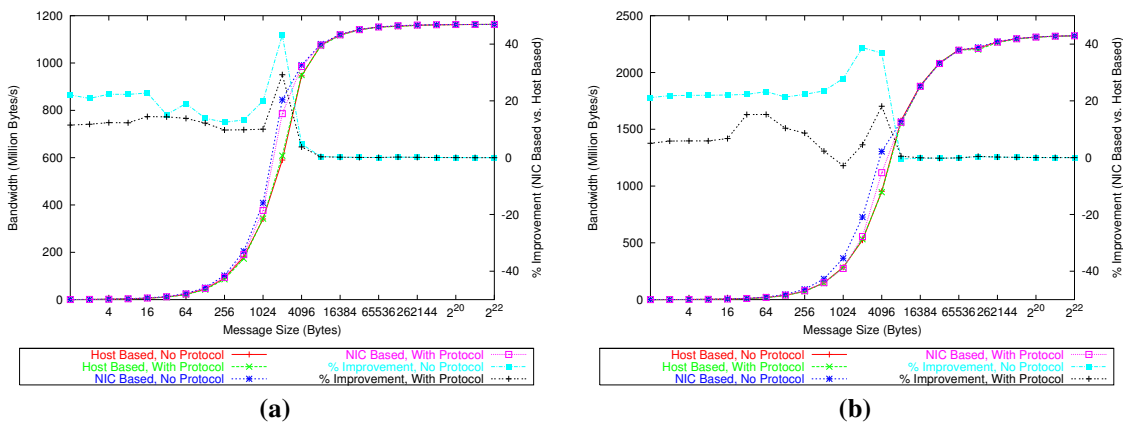 1200
1000
800
600
400
200
0
40
20
0
-20
-40
4 16 64 256 1024 4096 16384 65536 262144 2^20 2^22
Bandwidth (Million Bytes/s)
% Improvement (NIC Based vs. Host Based)
Message Size (Bytes)
Host Based, No Protocol
Host Based, With Protocol
NIC Based, No Protocol
NIC Based, With Protocol
% Improvement, No Protocol
% Improvement, With Protocol
(a)
2500
2000
1500
1000
500
0
40
20
0
-20
-40
4 16 64 256 1024 4096 16384 65536 262144 2^20 2^22
Bandwidth (Million Bytes/s)
% Improvement (NIC Based vs. Host Based)
Message Size (Bytes)
Host Based, No Protocol
Host Based, With Protocol
NIC Based, No Protocol
NIC Based, With Protocol
% Improvement, No Protocol
% Improvement, With Protocol
(b)